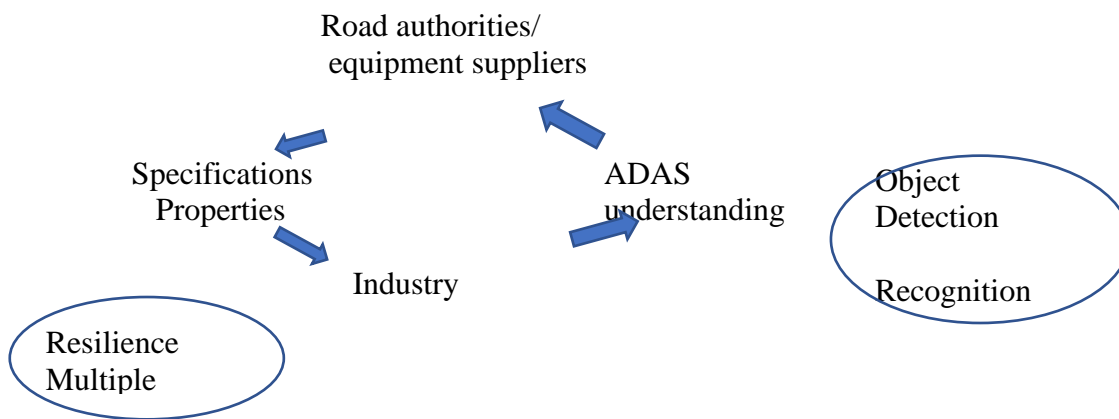 Road authorities/
equipment suppliers
Specifications
Properties
ADAS
understanding
Object
Detection
Recognition
Industry
Resilience
Multiple